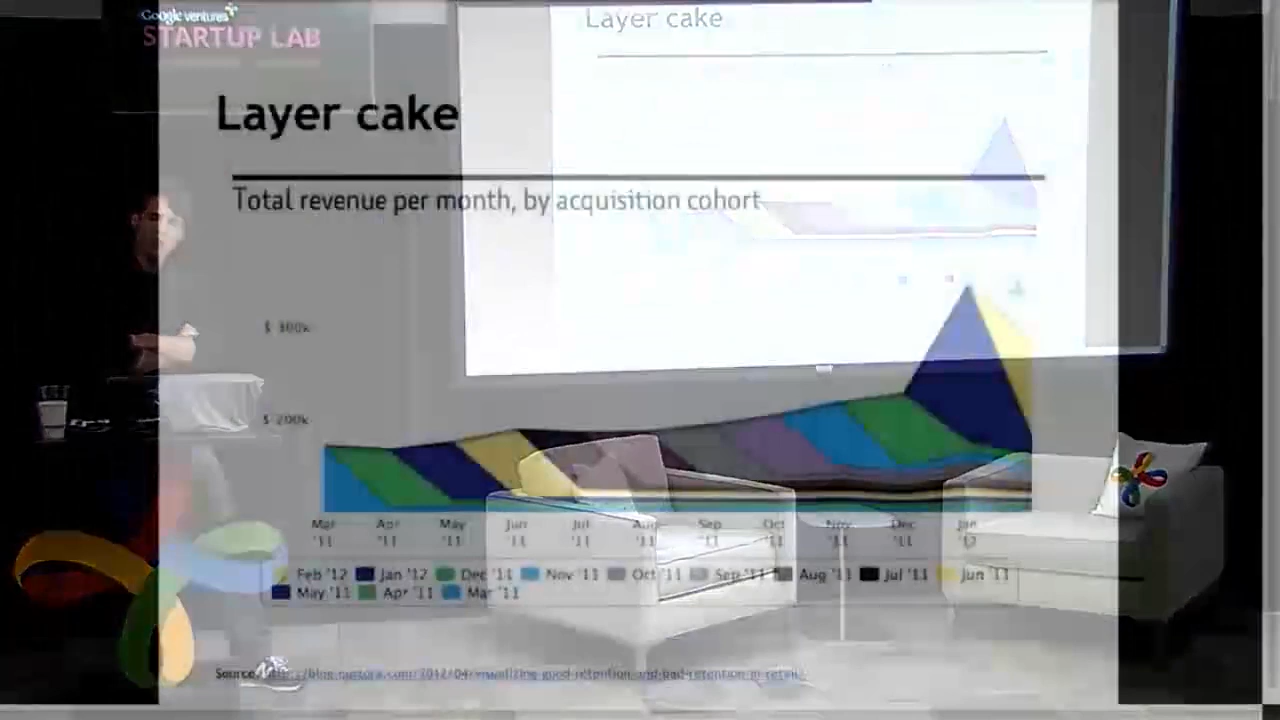 Google ventures
STARTUP LAB
Layer cake
Layer cake
Total revenue per month, by acquisition cohort
$ 300k
$ 200k
Mar Apr May Jun Jul Aug Sep Oct Nov Dec Jan
'11 '11 '11 '11 '11 '11 '11 '11 '11 '11 '12
Feb '12 Jan '12 Dec '11 Nov '11 Oct '11 Sep '11 Aug '11 Jul '11 Jun '11
May '11 Apr '11 Mar '11
Source: